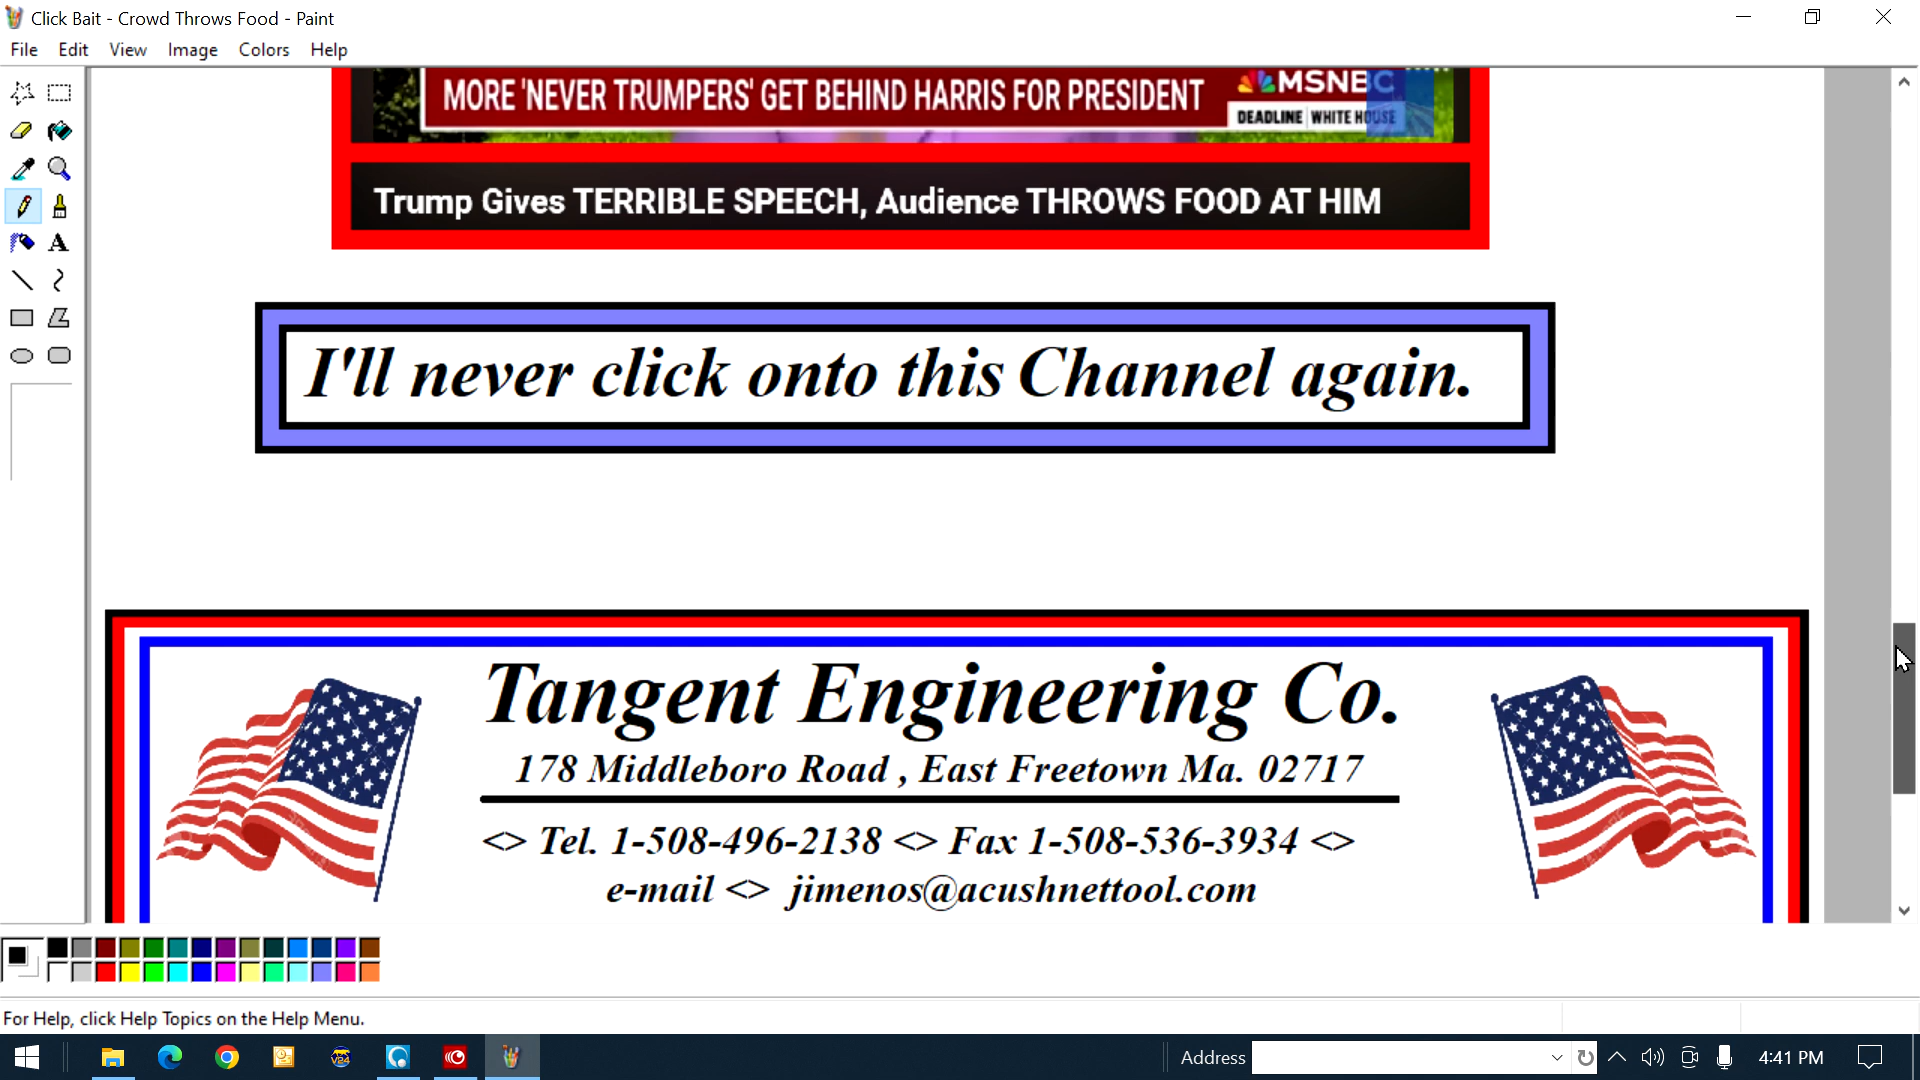 Click Bait - Crowd Throws Food - Paint
File Edit View Image Colors Help
MORE 'NEVER TRUMPERS' GET BEHIND HARRIS FOR PRESIDENT
MSNBC
DEADLINE WHITE HOUSE
Trump Gives TERRIBLE SPEECH, Audience THROWS FOOD AT HIM
A
I'll never click onto this Channel again.
Tangent Engineering Co.
178 Middleboro Road , East Freetown Ma. 02717
<> Tel. 1-508-496-2138 <> Fax 1-508-536-3934 <>
e-mail <> jimenos@acushnettool.com
For Help, click Help Topics on the Help Menu.
V24
Address
4:41 PM